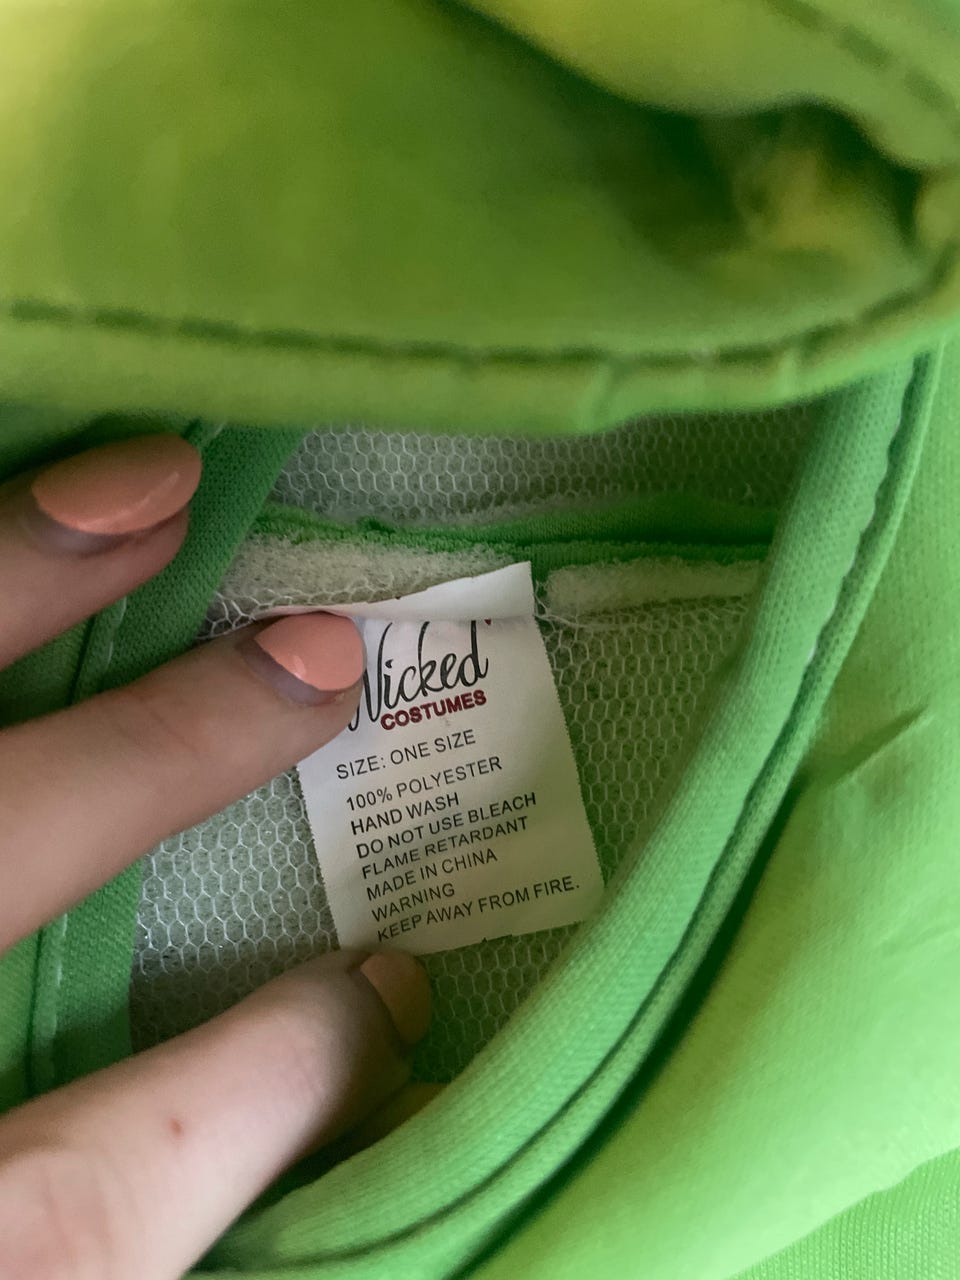 Wicked
COSTUMES
SIZE: ONE SIZE
100% POLYESTER
HAND WASH
DO NOT USE BLEACH
FLAME RETARDANT
MADE IN CHINA
WARNING
KEEP AWAY FROM FIRE.